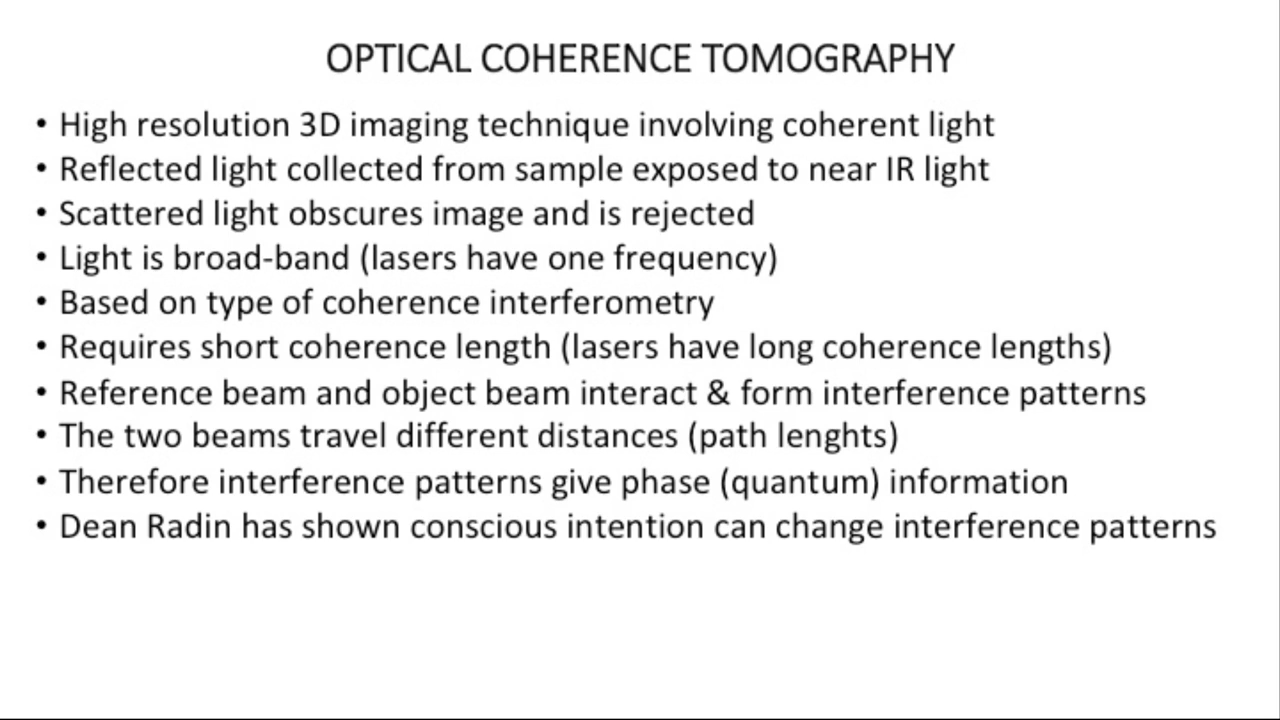 OPTICAL COHERENCE TOMOGRAPHY
• High resolution 3D imaging technique involving coherent light
• Reflected light collected from sample exposed to near IR light
• Scattered light obscures image and is rejected
• Light is broad-band (lasers have one frequency)
• Based on type of coherence interferometry
• Requires short coherence length (lasers have long coherence lengths)
• Reference beam and object beam interact & form interference patterns
• The two beams travel different distances (path lenghts)
• Therefore interference patterns give phase (quantum) information
• Dean Radin has shown conscious intention can change interference patterns